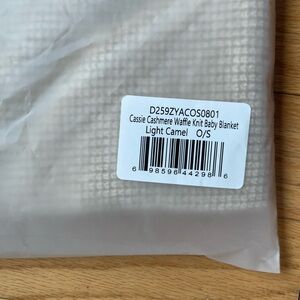 D259ZYACOS0801
Cassie Cashmere Waffle Knit Baby Blanket
Light Camel O/S
6 98596 44298 6